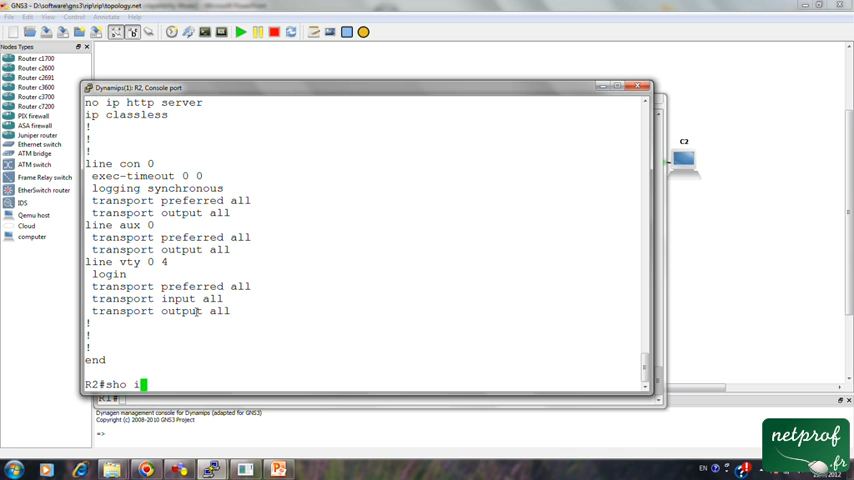 GNS3 - D:\software\gns3\rip\rip\topology.net
File Edit View Control Annotate Help
Nodes Types
Router c1700
Router c2600
Router c2691
Router c3600
Router c3700
Router c7200
PIX firewall
ASA firewall
Juniper router
Ethernet switch
ATM bridge
ATM switch
Frame Relay switch
EtherSwitch router
IDS
Qemu host
Cloud
computer
Dynamips(1): R2, Console port
no ip http server
ip classless
!
!
!
line con 0
exec-timeout 0 0
logging synchronous
transport preferred all
transport output all
line aux 0
transport preferred all
transport output all
line vty 0 4
login
transport preferred all
transport input all
transport output all
!
!
!
end
R2#sho i
R1#
C2
Dynagen management console for Dynamips (adapted for GNS3)
Copyright (c) 2008-2010 GNS3 Project
=>
netprof
.fr
EN